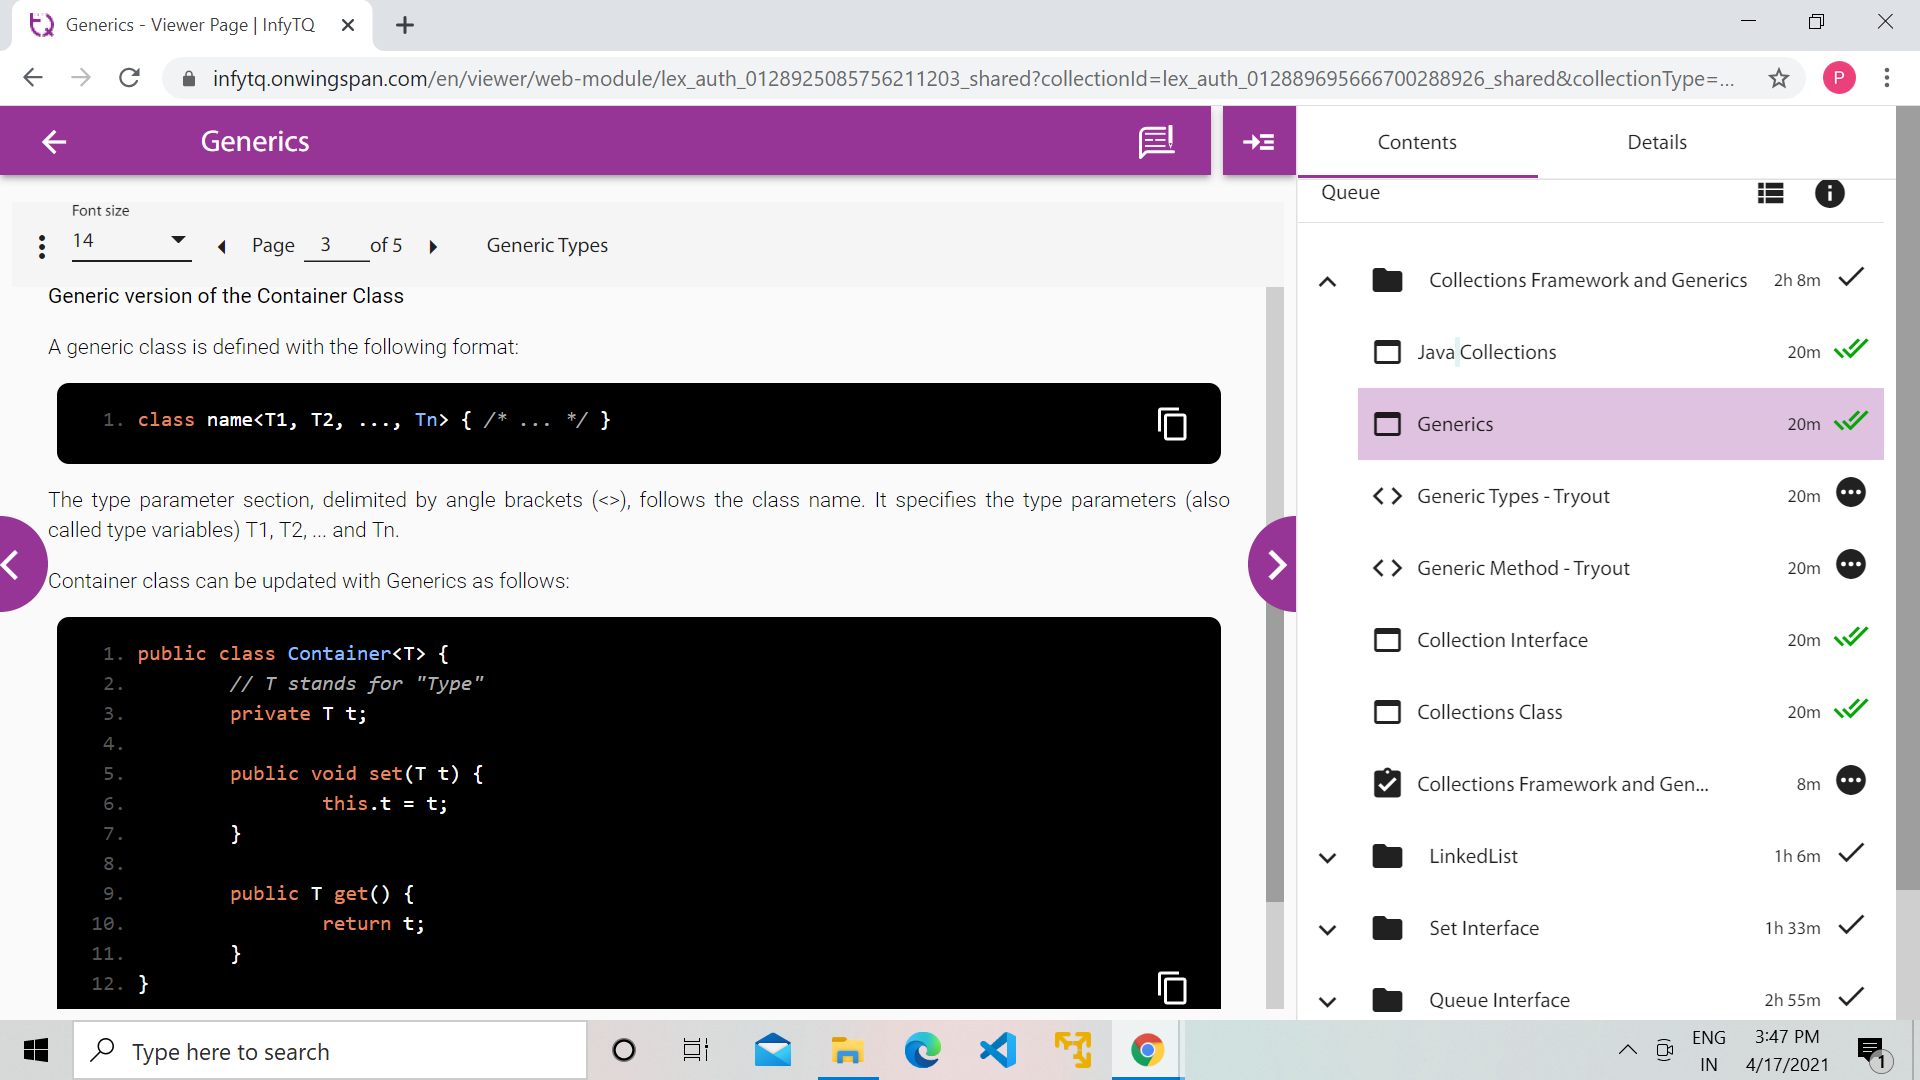 Generics - Viewer Page | InfyTQ
infytq.onwingspan.com/en/viewer/web-module/lex_auth_0128925085756211203_shared?collectionId=lex_auth_012889695666700288926_shared&collectionType=...
P
Generics
Contents
Details
Font size
14
Page 3 of 5
Generic Types
Generic version of the Container Class
A generic class is defined with the following format:
1. class name<T1, T2, ..., Tn> { /* ... */ }
The type parameter section, delimited by angle brackets (<>), follows the class name. It specifies the type parameters (also
called type variables) T1, T2, ... and Tn.
Container class can be updated with Generics as follows:
1. public class Container<T> {
2. // T stands for "Type"
3. private T t;
4.
5. public void set(T t) {
6. this.t = t;
7. }
8.
9. public T get() {
10. return t;
11. }
12. }
Queue
Collections Framework and Generics 2h 8m
Java Collections 20m
Generics 20m
Generic Types - Tryout 20m
Generic Method - Tryout 20m
Collection Interface 20m
Collections Class 20m
Collections Framework and Gen... 8m
LinkedList 1h 6m
Set Interface 1h 33m
Queue Interface 2h 55m
Type here to search
ENG
IN
3:47 PM
4/17/2021
1